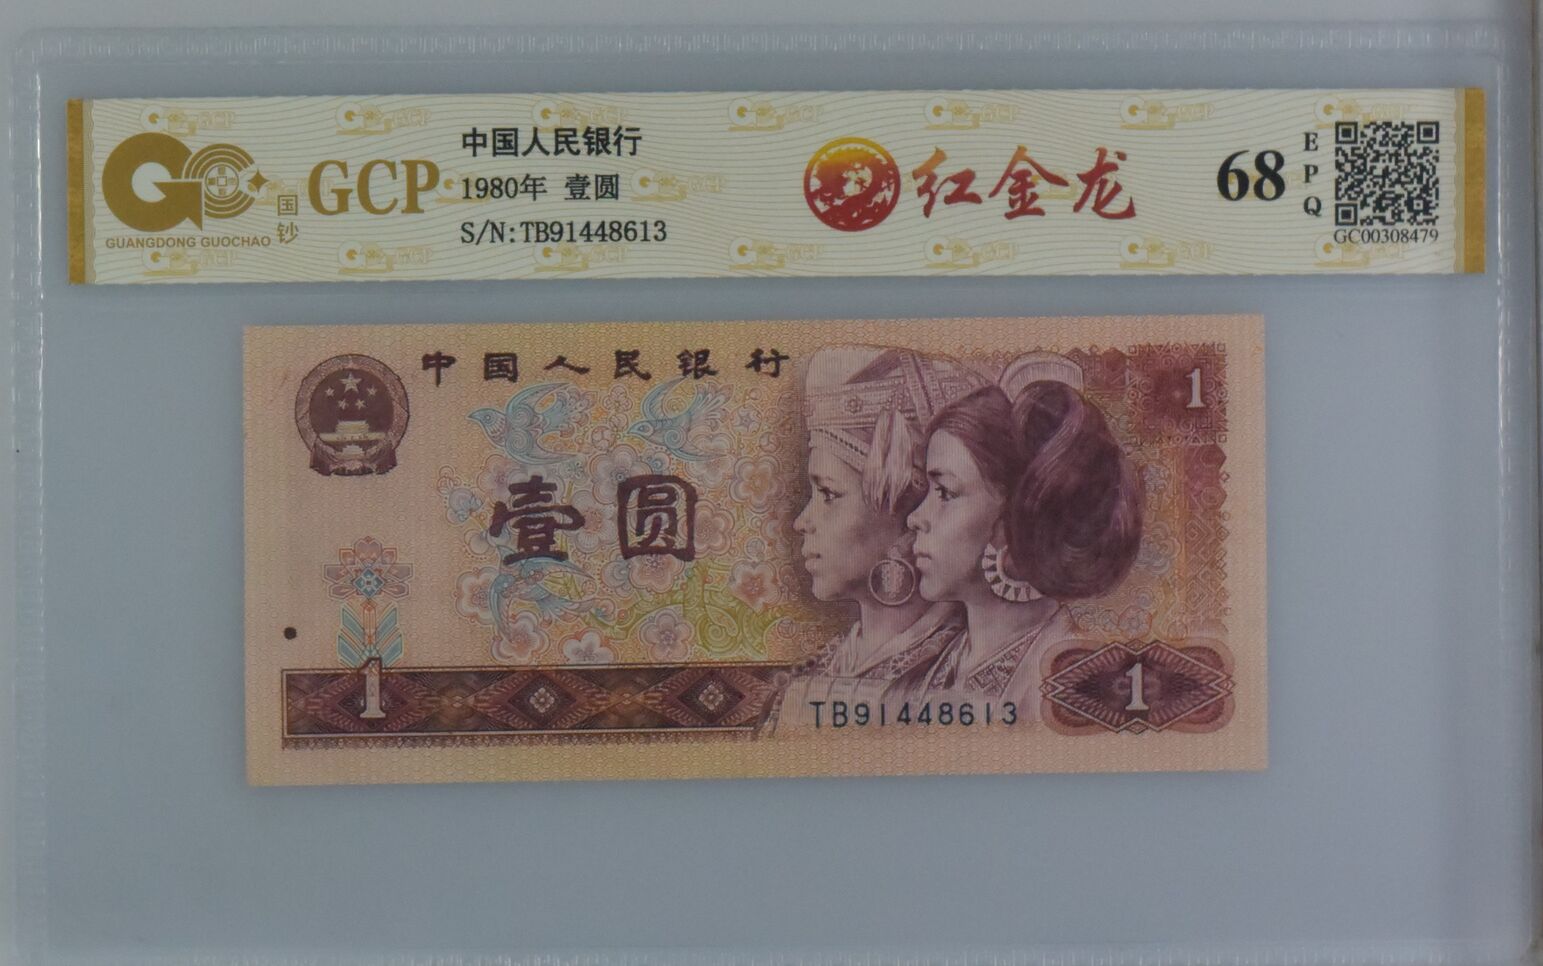 GUANGDONG GUOCHAO
国钞
GCP
中国人民银行
1980年 壹圆
S/N:TB91448613
红金龙
68
EPQ
GC00308479
中国人民银行
1
壹圆
1
TB91448613
1